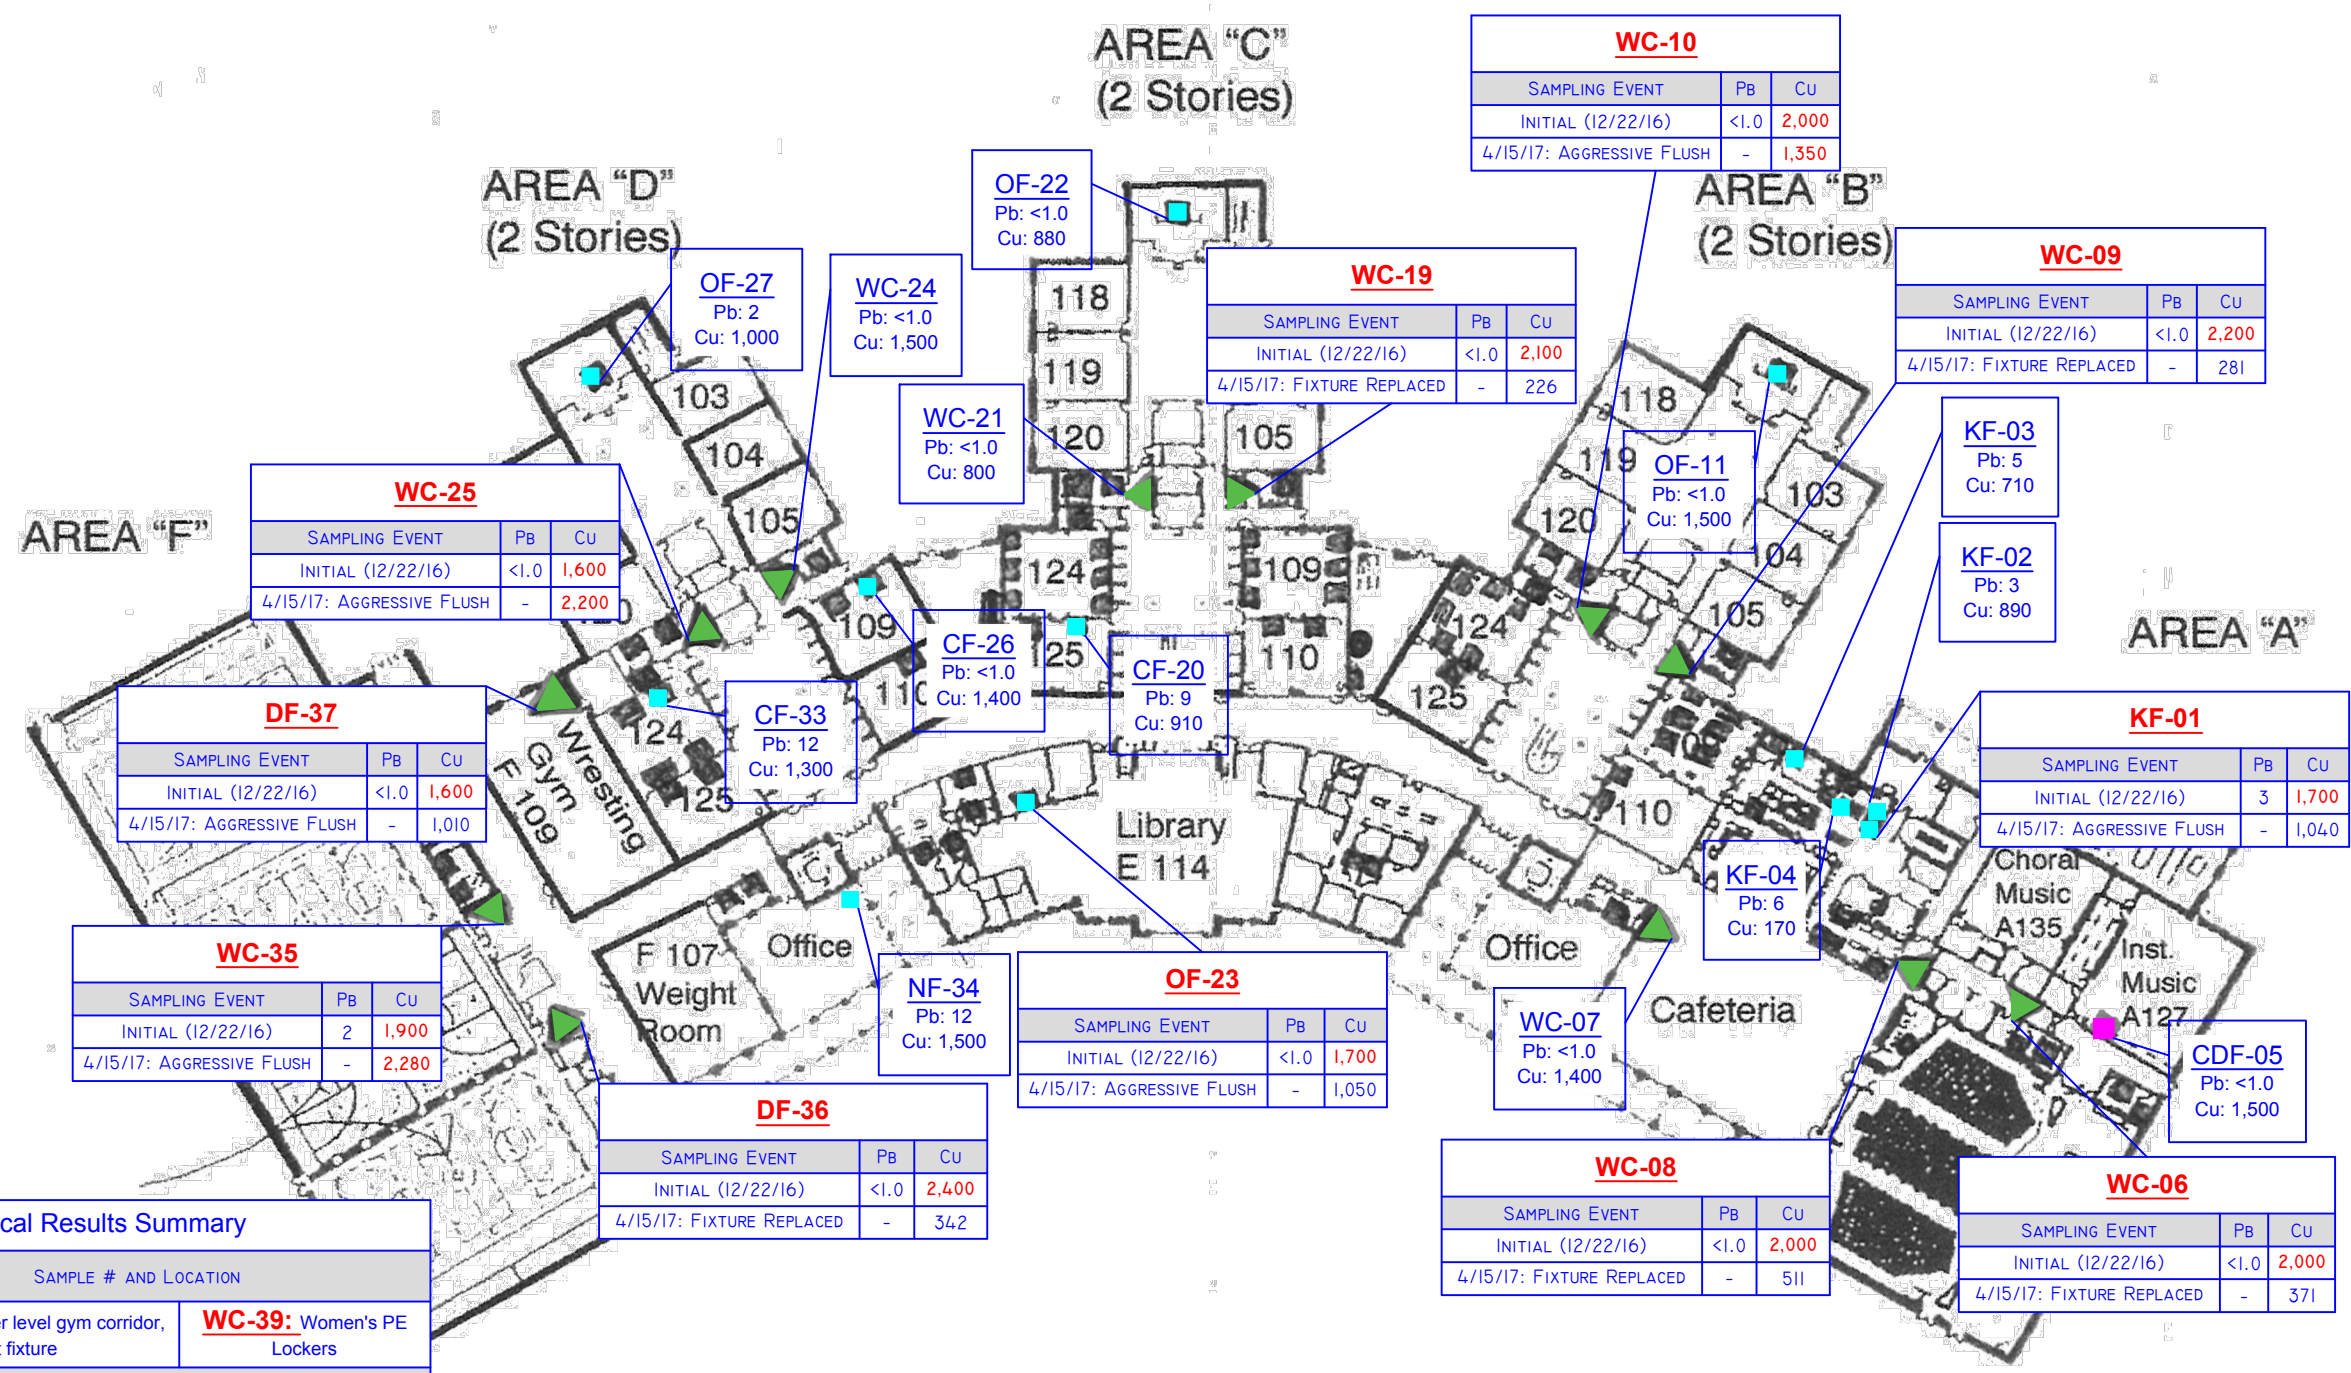 AREA "C"
(2 Stories)
WC-10
SAMPLING EVENT PB CU
INITIAL (12/22/16) <1.0 2,000
4/15/17: AGGRESSIVE FLUSH - 1,350
AREA "D"
(2 Stories)
OF-22
Pb: <1.0
Cu: 880
AREA "B"
(2 Stories)
OF-27
Pb: 2
Cu: 1,000
WC-24
Pb: <1.0
Cu: 1,500
WC-19
SAMPLING EVENT PB CU
INITIAL (12/22/16) <1.0 2,100
4/15/17: FIXTURE REPLACED - 226
WC-09
SAMPLING EVENT PB CU
INITIAL (12/22/16) <1.0 2,200
4/15/17: FIXTURE REPLACED - 281
118
119
120
105
WC-21
Pb: <1.0
Cu: 800
103
104
105
118
119
120
OF-11
Pb: <1.0
Cu: 1,500
103
104
105
KF-03
Pb: 5
Cu: 710
KF-02
Pb: 3
Cu: 890
AREA "F"
WC-25
SAMPLING EVENT PB CU
INITIAL (12/22/16) <1.0 1,600
4/15/17: AGGRESSIVE FLUSH - 2,200
124
109
109
124
AREA "A"
CF-26
Pb: <1.0
Cu: 1,400
125
110
CF-20
Pb: 9
Cu: 910
125
DF-37
SAMPLING EVENT PB CU
INITIAL (12/22/16) <1.0 1,600
4/15/17: AGGRESSIVE FLUSH - 1,010
CF-33
Pb: 12
Cu: 1,300
124
125
Wresting
Gym
F 109
KF-01
SAMPLING EVENT PB CU
INITIAL (12/22/16) 3 1,700
4/15/17: AGGRESSIVE FLUSH - 1,040
110
Library
E 114
KF-04
Pb: 6
Cu: 170
Choral
Music
A135
Inst.
Music
A127
WC-35
SAMPLING EVENT PB CU
INITIAL (12/22/16) 2 1,900
4/15/17: AGGRESSIVE FLUSH - 2,280
F 107
Weight
Room
Office
NF-34
Pb: 12
Cu: 1,500
OF-23
SAMPLING EVENT PB CU
INITIAL (12/22/16) <1.0 1,700
4/15/17: AGGRESSIVE FLUSH - 1,050
Office
WC-07
Pb: <1.0
Cu: 1,400
Cafeteria
CDF-05
Pb: <1.0
Cu: 1,500
DF-36
SAMPLING EVENT PB CU
INITIAL (12/22/16) <1.0 2,400
4/15/17: FIXTURE REPLACED - 342
WC-08
SAMPLING EVENT PB CU
INITIAL (12/22/16) <1.0 2,000
4/15/17: FIXTURE REPLACED - 511
WC-06
SAMPLING EVENT PB CU
INITIAL (12/22/16) <1.0 2,000
4/15/17: FIXTURE REPLACED - 371
cal Results Summary
SAMPLE # AND LOCATION
er level gym corridor,
fixture
WC-39: Women's PE
Lockers